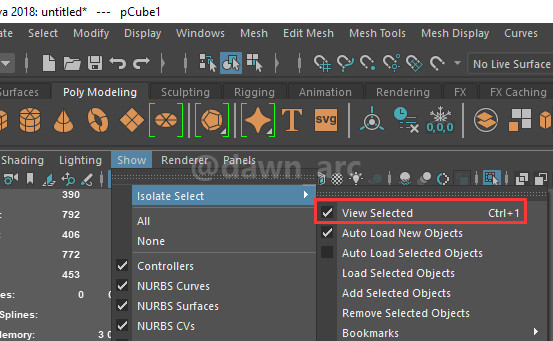 va 2018: untitled* --- pCube1
ate Select Modify Display Windows Mesh Edit Mesh Mesh Tools Mesh Display Curves
No Live Surface
Surfaces Poly Modeling Sculpting Rigging Animation Rendering FX FX Caching
T SVG 0,0,0
Shading Lighting Show Renderer Panels
@dawn_arc
390
792
406
772
453
es: 0 0
Splines:
emory: 3 0
Isolate Select
All
None
Controllers
NURBS Curves
NURBS Surfaces
NURBS CVs
View Selected Ctrl+1
Auto Load New Objects
Auto Load Selected Objects
Load Selected Objects
Add Selected Objects
Remove Selected Objects
Bookmarks